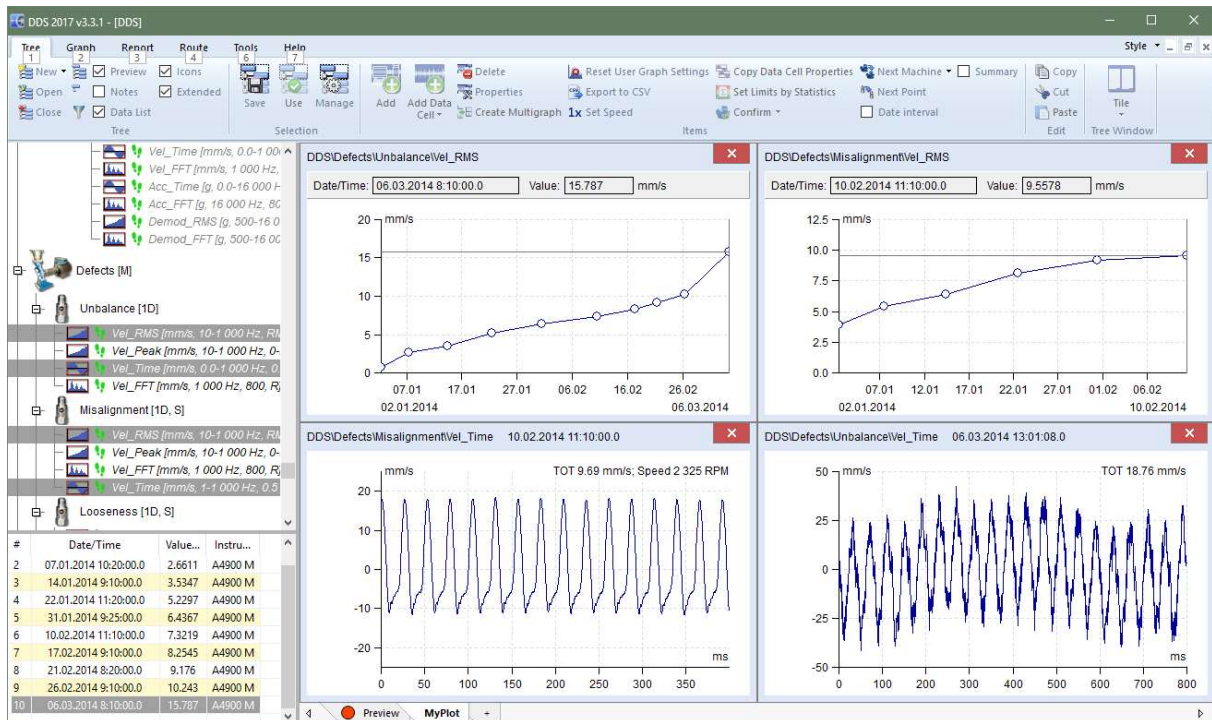 DDS 2017 v3.3.1 - [DDS]
Tree Graph Report Route Tools Help Style
1 2 3 4 6 7
New Preview Icons
Open Notes Extended
Close Data List
Tree
Save Use Manage
Selection
Add Add Data Cell
Delete Reset User Graph Settings Copy Data Cell Properties Next Machine Summary
Properties Export to CSV Set Limits by Statistics Next Point
Create Multigraph 1x Set Speed Confirm Date interval
Items
Copy
Cut
Paste
Edit
Tile
Tree Window
Vel_Time [mm/s, 0.0-1 00
Vel_FFT [mm/s, 1 000 Hz,
Acc_Time [g, 0.0-16 000 H
Acc_FFT [g, 16 000 Hz, 80
Demod_RMS [g, 500-16 0
Demod_FFT [g, 500-16 00
Defects [M]
Unbalance [1D]
Vel_RMS [mm/s, 10-1 000 Hz, RM
Vel_Peak [mm/s, 10-1 000 Hz, 0-
Vel_Time [mm/s, 0.0-1 000 Hz, 0.
Vel_FFT [mm/s, 1 000 Hz, 800, R]
Misalignment [1D, S]
Vel_RMS [mm/s, 10-1 000 Hz, RM
Vel_Peak [mm/s, 10-1 000 Hz, 0-
Vel_FFT [mm/s, 1 000 Hz, 800, R]
Vel_Time [mm/s, 1-1 000 Hz, 0.5
Looseness [1D, S]
# Date/Time Value... Instru...
2 07.01.2014 10:20:00.0 2.6611 A4900 M
3 14.01.2014 9:10:00.0 3.5347 A4900 M
4 22.01.2014 11:20:00.0 5.2297 A4900 M
5 31.01.2014 9:25:00.0 6.4367 A4900 M
6 10.02.2014 11:10:00.0 7.3219 A4900 M
7 17.02.2014 9:10:00.0 8.2545 A4900 M
8 21.02.2014 8:20:00.0 9.176 A4900 M
9 26.02.2014 9:10:00.0 10.243 A4900 M
10 06.03.2014 8:10:00.0 15.787 A4900 M
DDS\Defects\Unbalance\Vel_RMS
Date/Time: 06.03.2014 8:10:00.0 Value: 15.787 mm/s
20 mm/s
15
10
5
0
07.01 17.01 27.01 06.02 16.02 26.02
02.01.2014 06.03.2014
DDS\Defects\Misalignment\Vel_RMS
Date/Time: 10.02.2014 11:10:00.0 Value: 9.5578 mm/s
12.5 mm/s
10.0
7.5
5.0
2.5
0.0
07.01 12.01 17.01 22.01 27.01 01.02 06.02
02.01.2014 10.02.2014
DDS\Defects\Misalignment\Vel_Time 10.02.2014 11:10:00.0
mm/s TOT 9.69 mm/s; Speed 2 325 RPM
20
10
0
-10
-20
ms
0 50 100 150 200 250 300 350
DDS\Defects\Unbalance\Vel_Time 06.03.2014 13:01:08.0
50 mm/s TOT 18.76 mm/s
25
0
-25
-50
ms
0 100 200 300 400 500 600 700 800
Preview MyPlot +